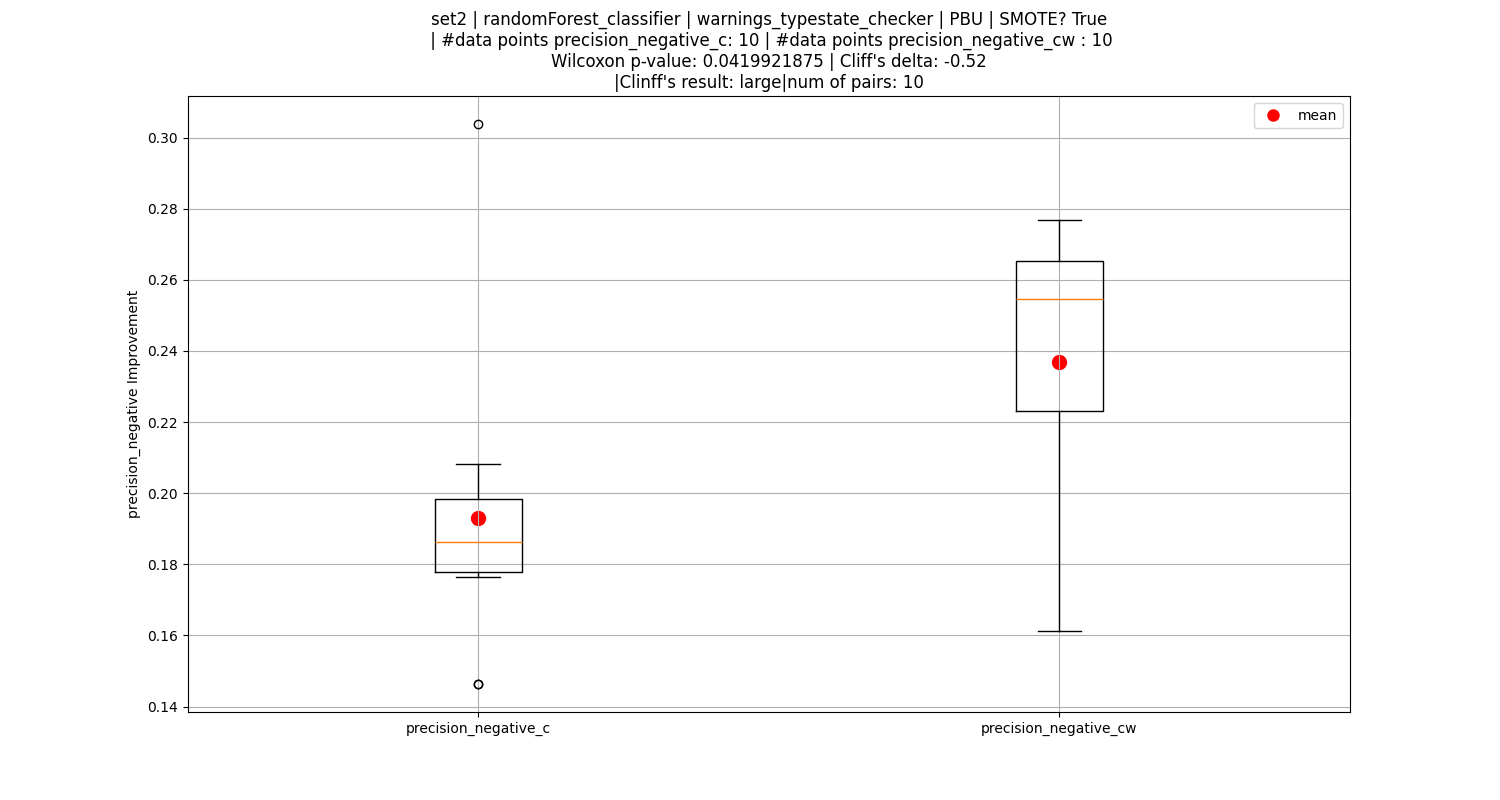 set2 | randomForest_classifier | warnings_typestate_checker | PBU | SMOTE? True
| #data points precision_negative_c: 10 | #data points precision_negative_cw : 10
Wilcoxon p-value: 0.0419921875 | Cliff's delta: -0.52
|Clinff's result: large|num of pairs: 10
mean
precision_negative Improvement
0.30
0.28
0.26
0.24
0.22
0.20
0.18
0.16
0.14
precision_negative_c
precision_negative_cw